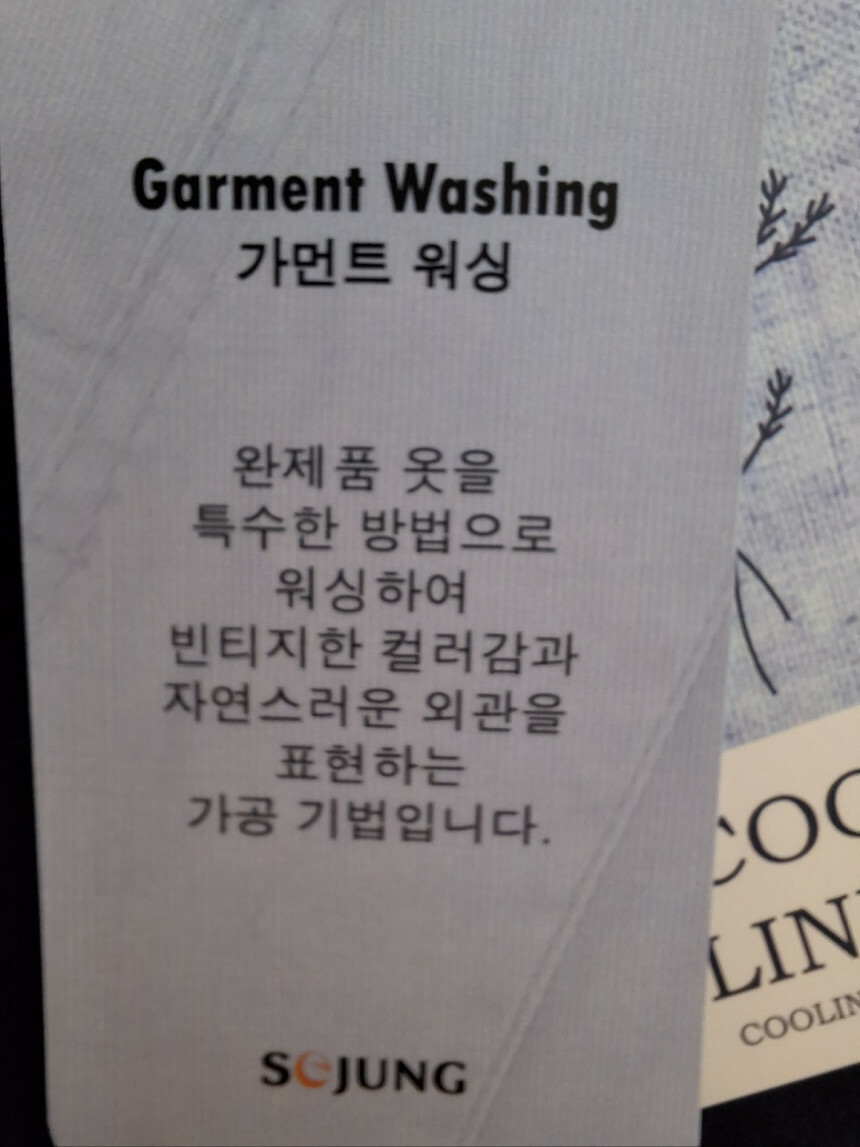 Garment Washing
가먼트 워싱
완제품 옷을
특수한 방법으로
워싱하여
빈티지한 컬러감과
자연스러운 외관을
표현하는
가공 기법입니다.
SEJUNG